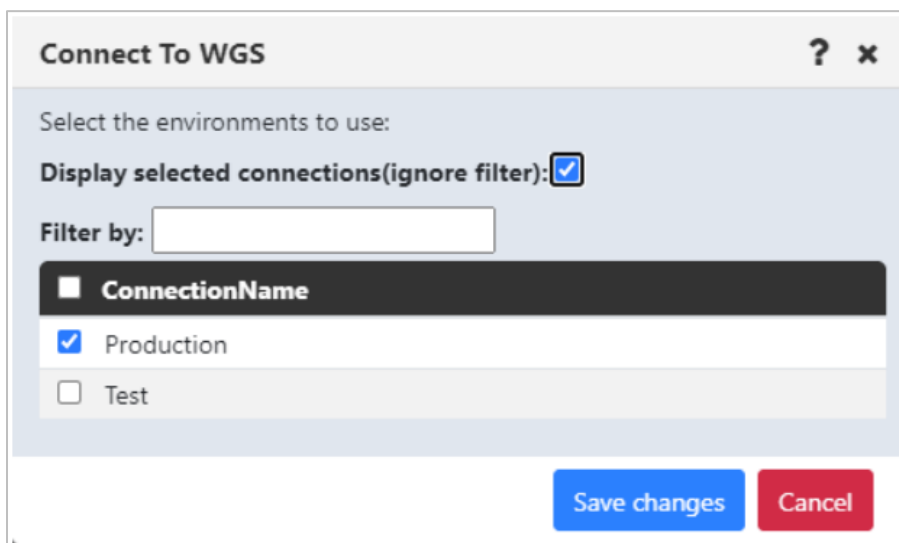 Connect To WGS ? ×
Select the environments to use:
Display selected connections(ignore filter):
Filter by:
ConnectionName
Production
Test
Save changes Cancel